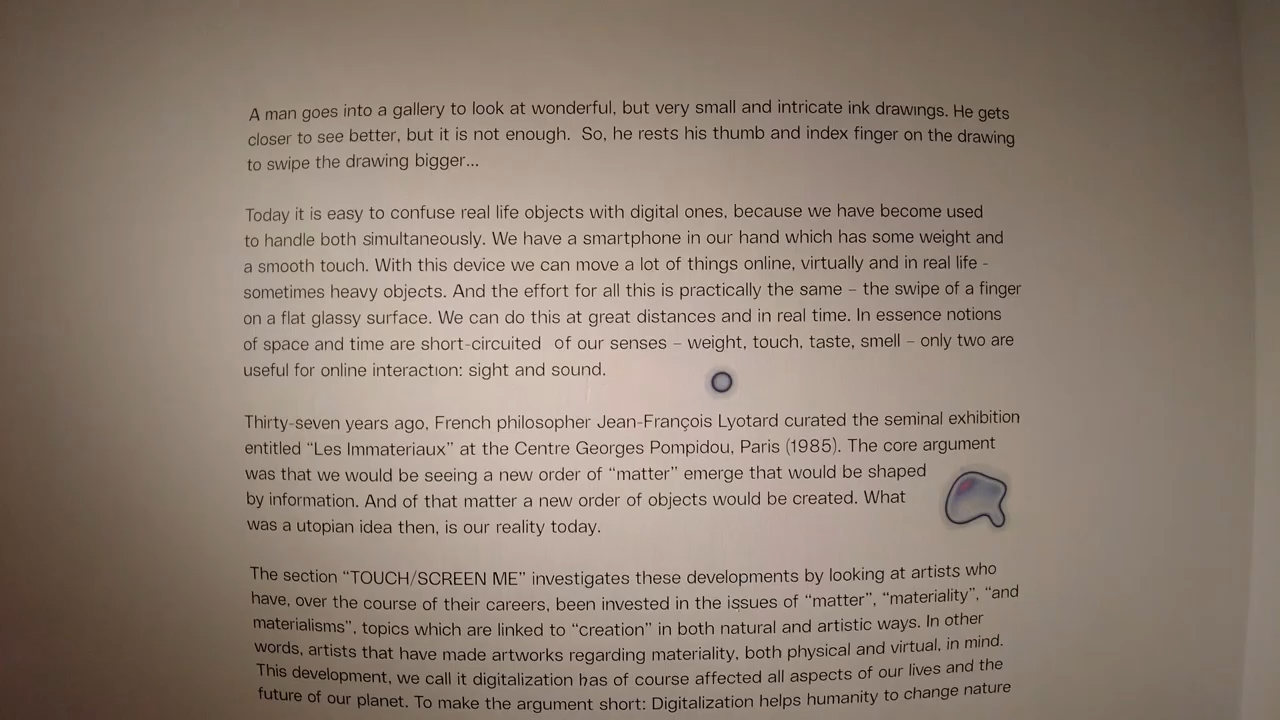 A man goes into a gallery to look at wonderful, but very small and intricate ink drawings. He gets
closer to see better, but it is not enough.  So, he rests his thumb and index finger on the drawing
to swipe the drawing bigger...
Today it is easy to confuse real life objects with digital ones, because we have become used
to handle both simultaneously. We have a smartphone in our hand which has some weight and
a smooth touch. With this device we can move a lot of things online, virtually and in real life -
sometimes heavy objects. And the effort for all this is practically the same – the swipe of a finger
on a flat glassy surface. We can do this at great distances and in real time. In essence notions
of space and time are short-circuited  of our senses – weight, touch, taste, smell – only two are
useful for online interaction: sight and sound.
Thirty-seven years ago, French philosopher Jean-François Lyotard curated the seminal exhibition
entitled “Les Immateriaux” at the Centre Georges Pompidou, Paris (1985). The core argument
was that we would be seeing a new order of “matter” emerge that would be shaped
by information. And of that matter a new order of objects would be created. What
was a utopian idea then, is our reality today.
The section “TOUCH/SCREEN ME” investigates these developments by looking at artists who
have, over the course of their careers, been invested in the issues of “matter”, “materiality”, “and
materialisms”, topics which are linked to “creation” in both natural and artistic ways. In other
words, artists that have made artworks regarding materiality, both physical and virtual, in mind.
This development, we call it digitalization has of course affected all aspects of our lives and the
future of our planet. To make the argument short: Digitalization helps humanity to change nature